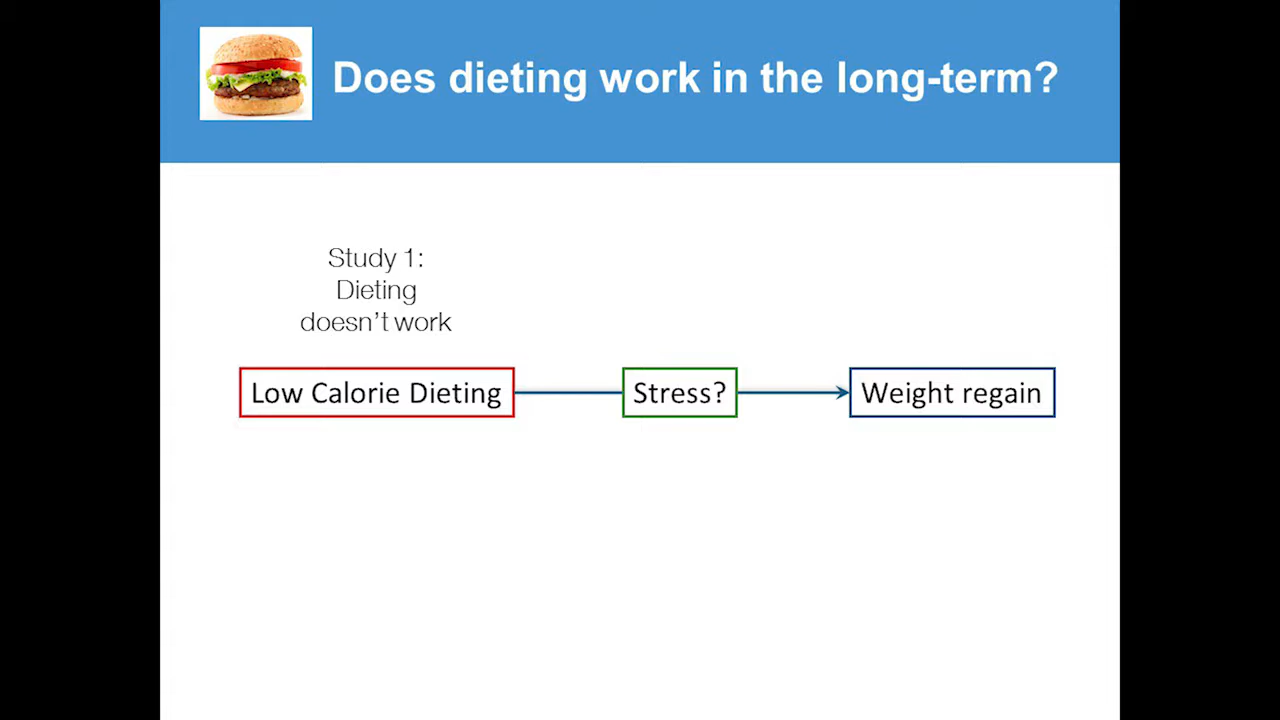 Does dieting work in the long-term?
Study 1:
Dieting
doesn't work
Low Calorie Dieting
Stress?
Weight regain